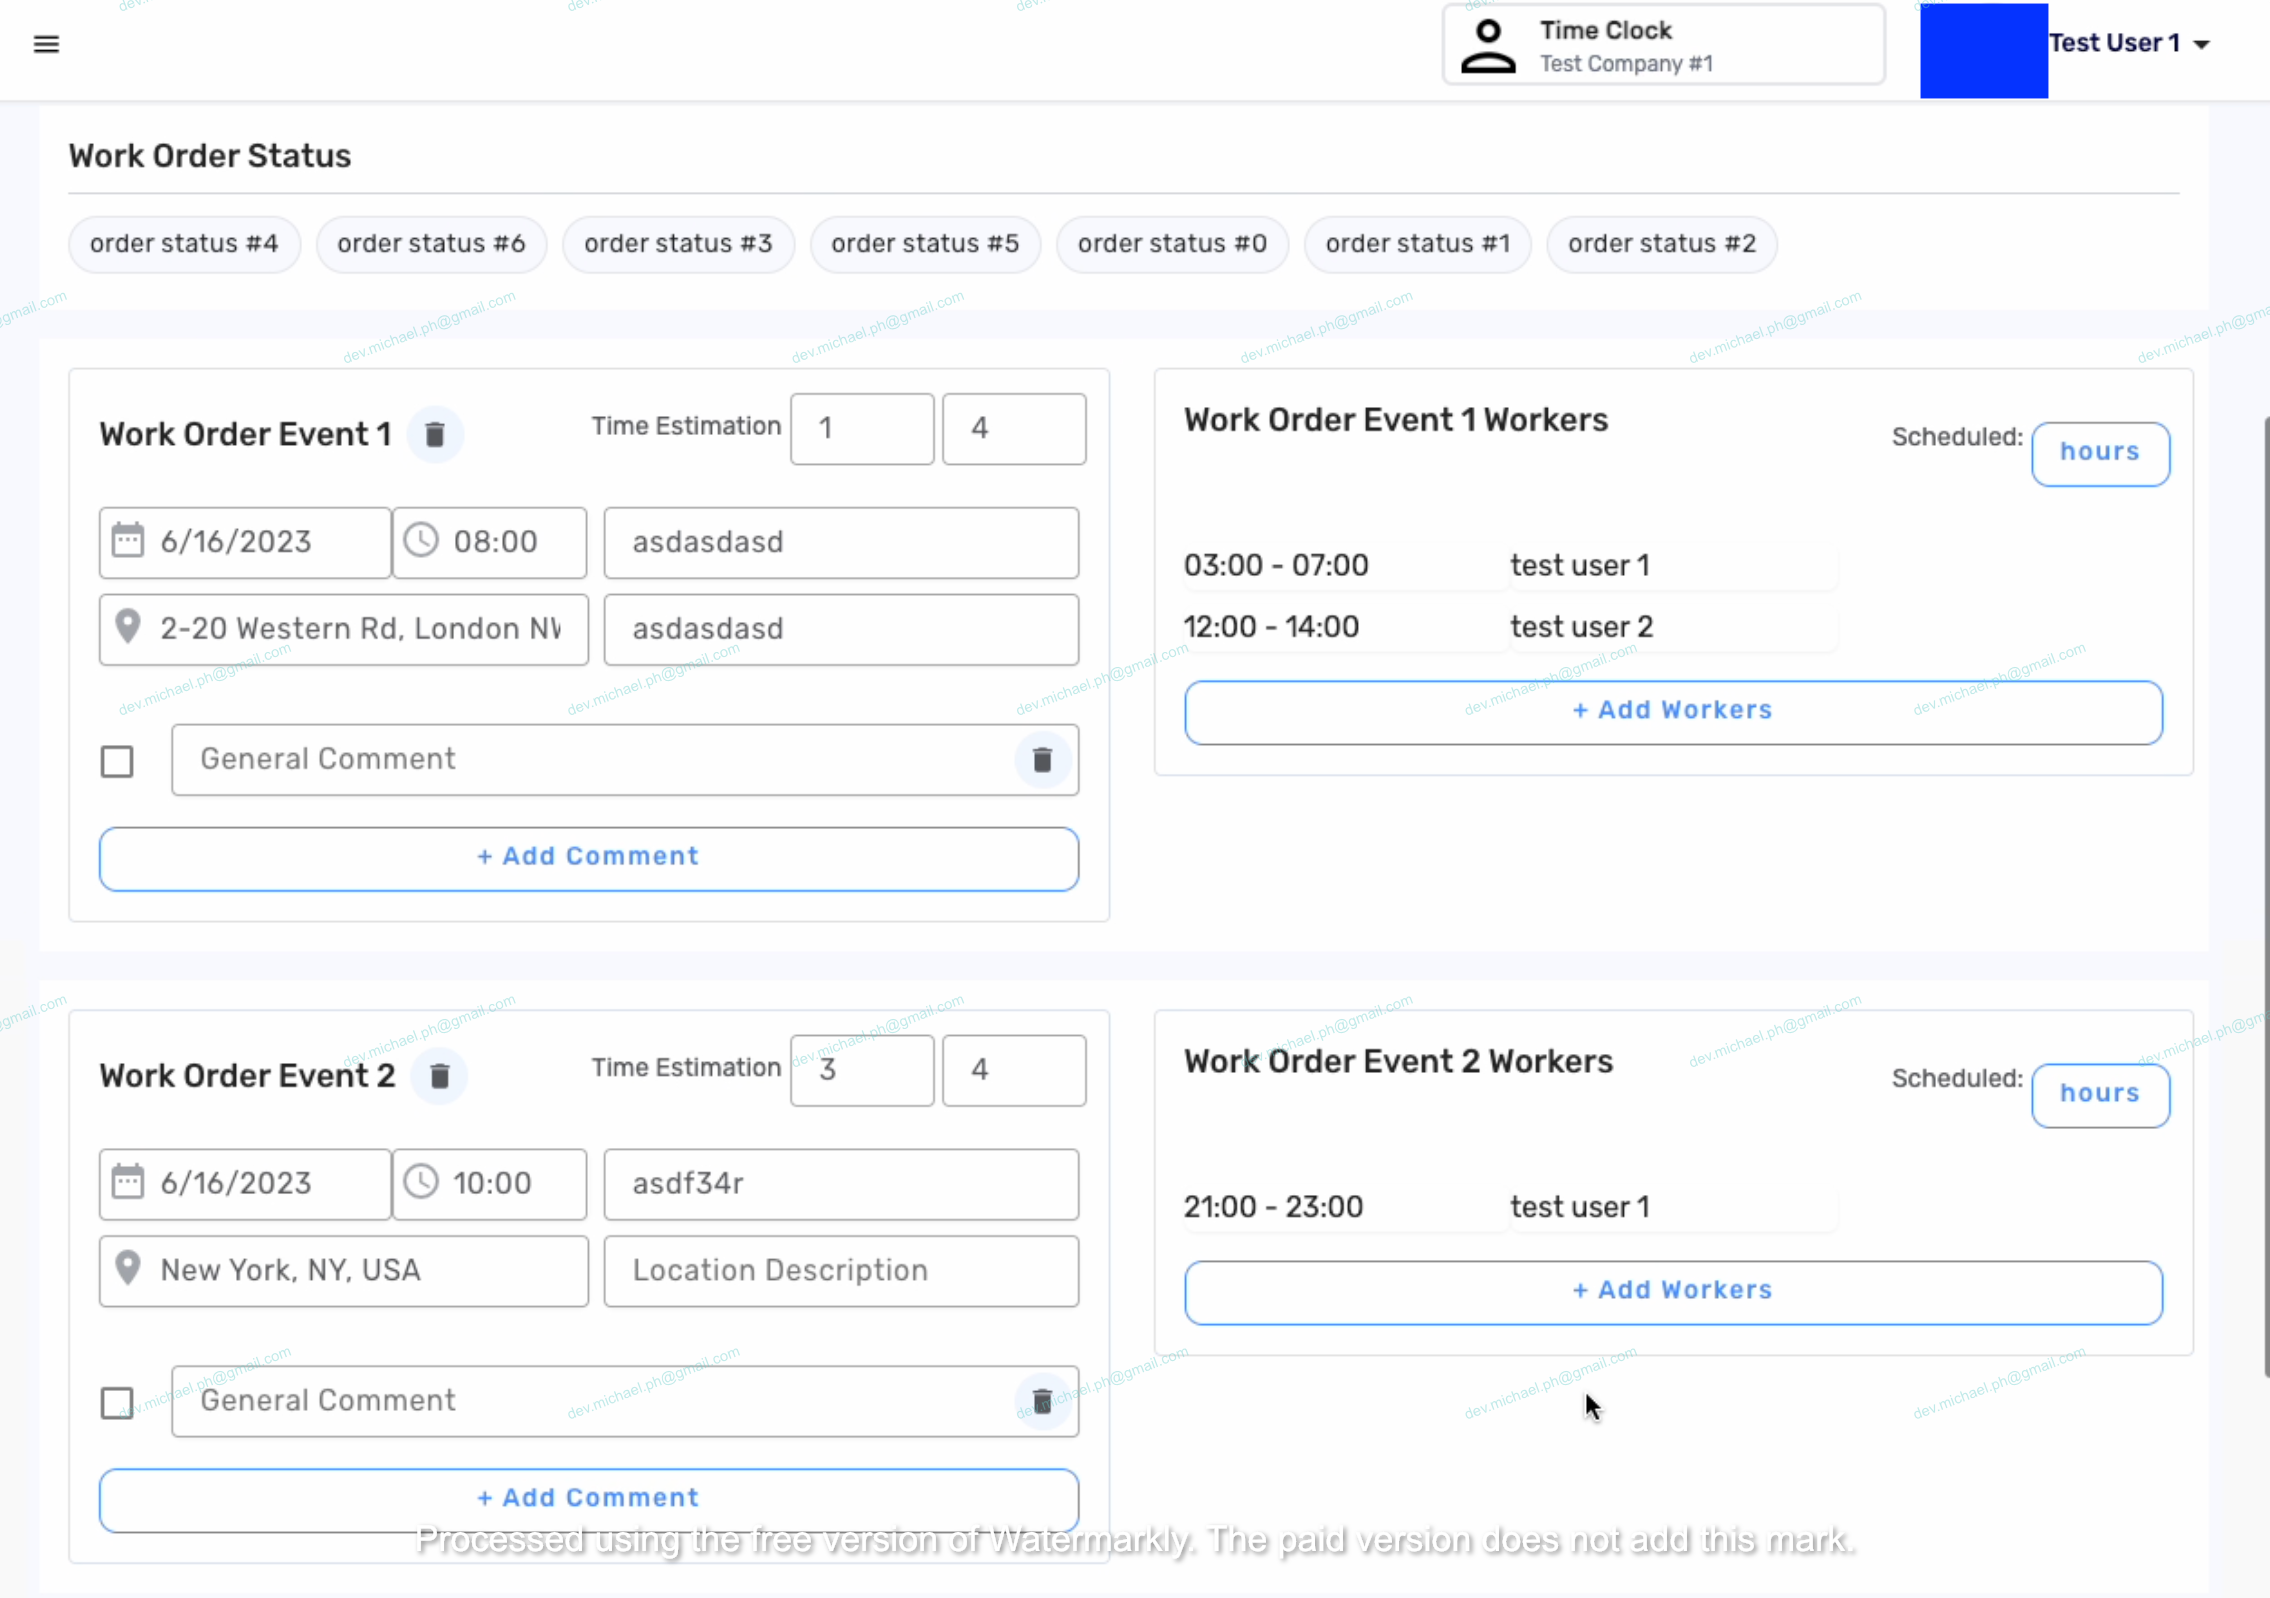 Time Clock
Test Company #1
Test User 1
Work Order Status
order status #4 order status #6 order status #3 order status #5 order status #0 order status #1 order status #2
Work Order Event 1
Time Estimation 1 4
6/16/2023 08:00 asdasdasd
2-20 Western Rd, London NW asdasdasd
General Comment
+ Add Comment
Work Order Event 1 Workers
Scheduled: hours
03:00 - 07:00 test user 1
12:00 - 14:00 test user 2
+ Add Workers
Work Order Event 2
Time Estimation 3 4
6/16/2023 10:00 asdf34r
New York, NY, USA Location Description
General Comment
+ Add Comment
Work Order Event 2 Workers
Scheduled: hours
21:00 - 23:00 test user 1
+ Add Workers
dev.michael.ph@gmail.com
Processed using the free version of Watermarkly. The paid version does not add this mark.